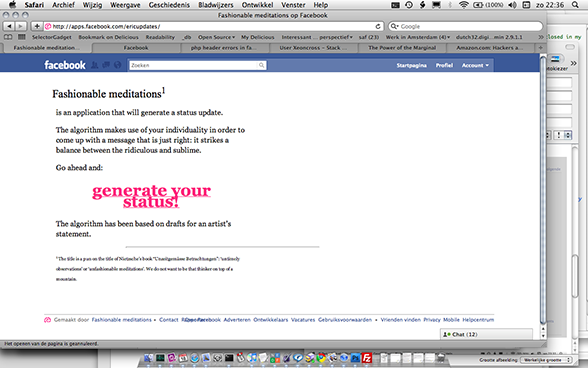 Safari Archief Wijzig Weergave Geschiedenis Bladwijzers Ontwikkel Venster Help (100%) zo 22:36
Fashionable meditations op Facebook
http://apps.facebook.com/ericupdates/ Google
SelectorGadget Bookmark on Delicious Readability _db Open Source My Delicious Interessant ... perspectief saf (23) Werk in Amsterdam (4) dutch32.digi ...min 2.9.1.1
Fashionable meditation... Facebook php header errors in fa... User Xeoncross – Stack ... The Power of the Marginal Amazon.com: Hackers a...
facebook Zoeken Startpagina Profiel Account
Fashionable meditations1
is an application that will generate a status update.
The algorithm makes use of your individuality in order to
come up with a message that is just right: it strikes a
balance between the ridiculous and sublime.
Go ahead and:
generate your
status!
The algorithm has been based on drafts for an artist's
statement.
1 The title is a pun on the title of Nietzsche's book "Unzeitgemässe Betrachtungen": 'untimely
observations' or 'unfashionable meditations'. We do not want to be that thinker on top of a
mountain.
Gemaakt door Fashionable meditations • Contact Facebook Adverteren Ontwikkelaars Vacatures Gebruiksvoorwaarden • Vrienden vinden Privacy Mobile Helpcentrum
Chat (12)
Het openen van de pagina is geannuleerd.
Grootte afbeelding Werkelijke grootte